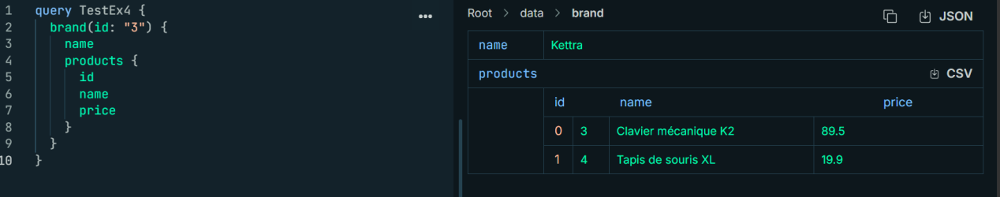 1 query TestEx4 {
2 brand(id: "3") {
3 name
4 products {
5 id
6 name
7 price
8 }
9 }
10 }
Root > data > brand
JSON
name Kettra
products CSV
id name price
0 3 Clavier mécanique K2 89.5
1 4 Tapis de souris XL 19.9